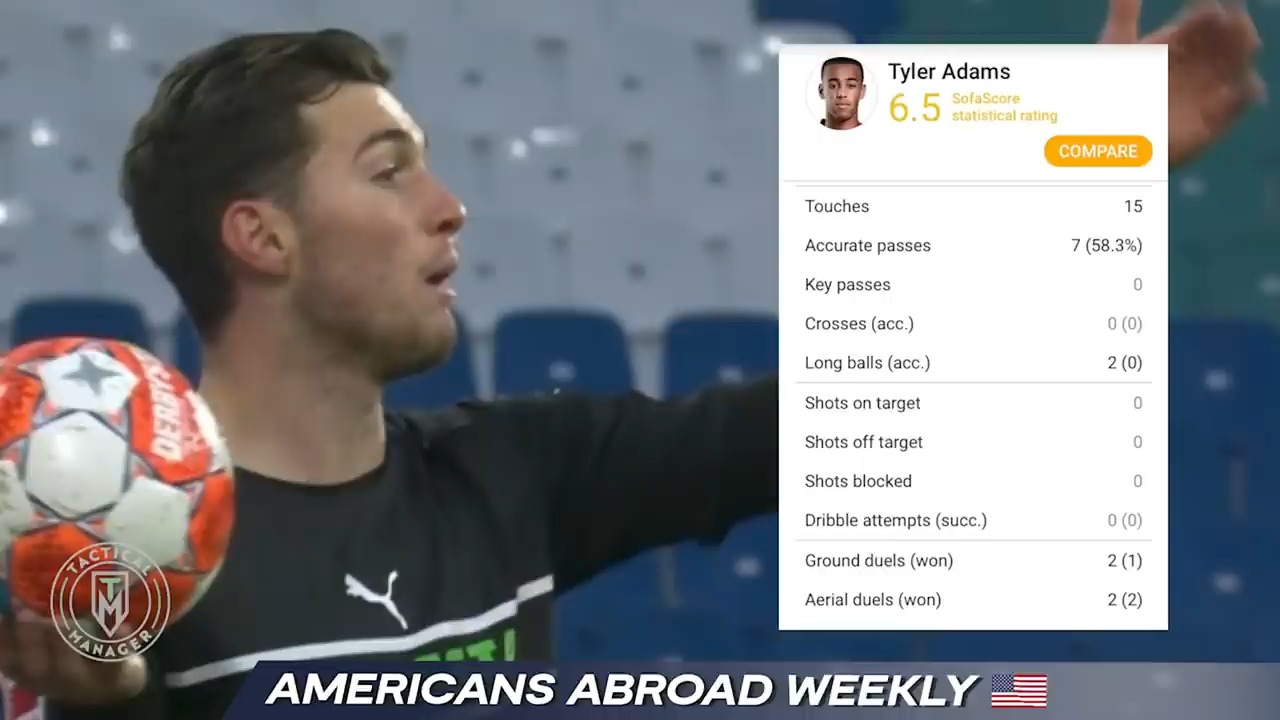 Tyler Adams
6.5
SofaScore
statistical rating
COMPARE
Touches 15
Accurate passes 7 (58.3%)
Key passes 0
Crosses (acc.) 0 (0)
Long balls (acc.) 2 (0)
Shots on target 0
Shots off target 0
Shots blocked 0
Dribble attempts (succ.) 0 (0)
Ground duels (won) 2 (1)
Aerial duels (won) 2 (2)
TACTICAL
TM
MANAGER
AMERICANS ABROAD WEEKLY